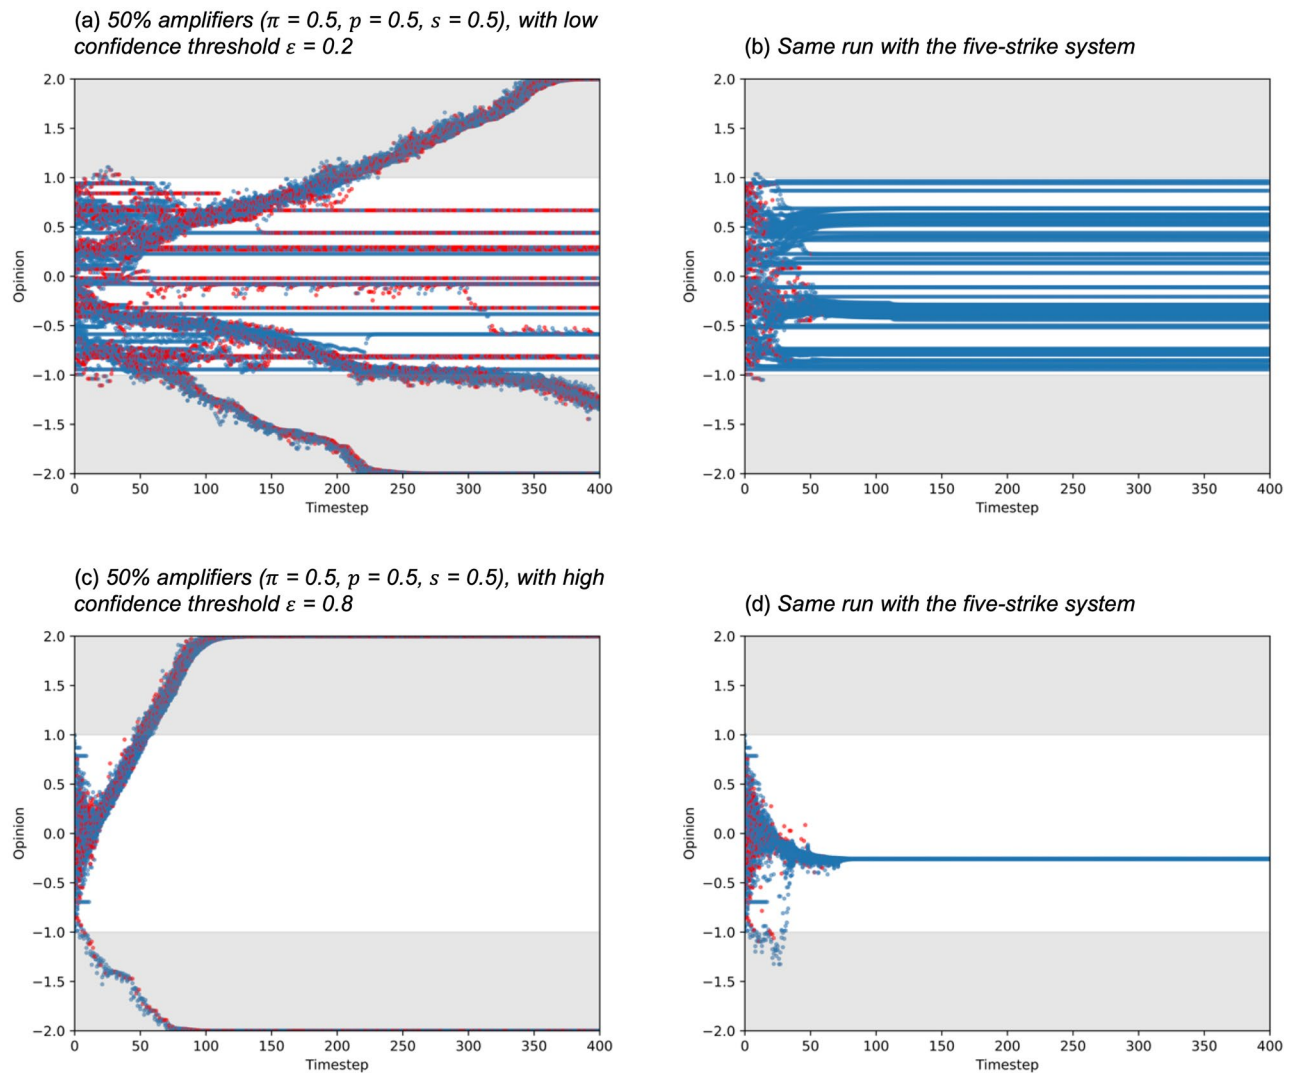 (a) 50% amplifiers (π = 0.5, p = 0.5, s = 0.5), with low
confidence threshold ε = 0.2
(b) Same run with the five-strike system
2.0
1.5
1.0
0.5
0.0
−0.5
−1.0
−1.5
−2.0
Opinion
0 50 100 150 200 250 300 350 400
Timestep
2.0
1.5
1.0
0.5
0.0
−0.5
−1.0
−1.5
−2.0
Opinion
0 50 100 150 200 250 300 350 400
Timestep
(c) 50% amplifiers (π = 0.5, p = 0.5, s = 0.5), with high
confidence threshold ε = 0.8
(d) Same run with the five-strike system
2.0
1.5
1.0
0.5
0.0
−0.5
−1.0
−1.5
−2.0
Opinion
0 50 100 150 200 250 300 350 400
Timestep
2.0
1.5
1.0
0.5
0.0
−0.5
−1.0
−1.5
−2.0
Opinion
0 50 100 150 200 250 300 350 400
Timestep